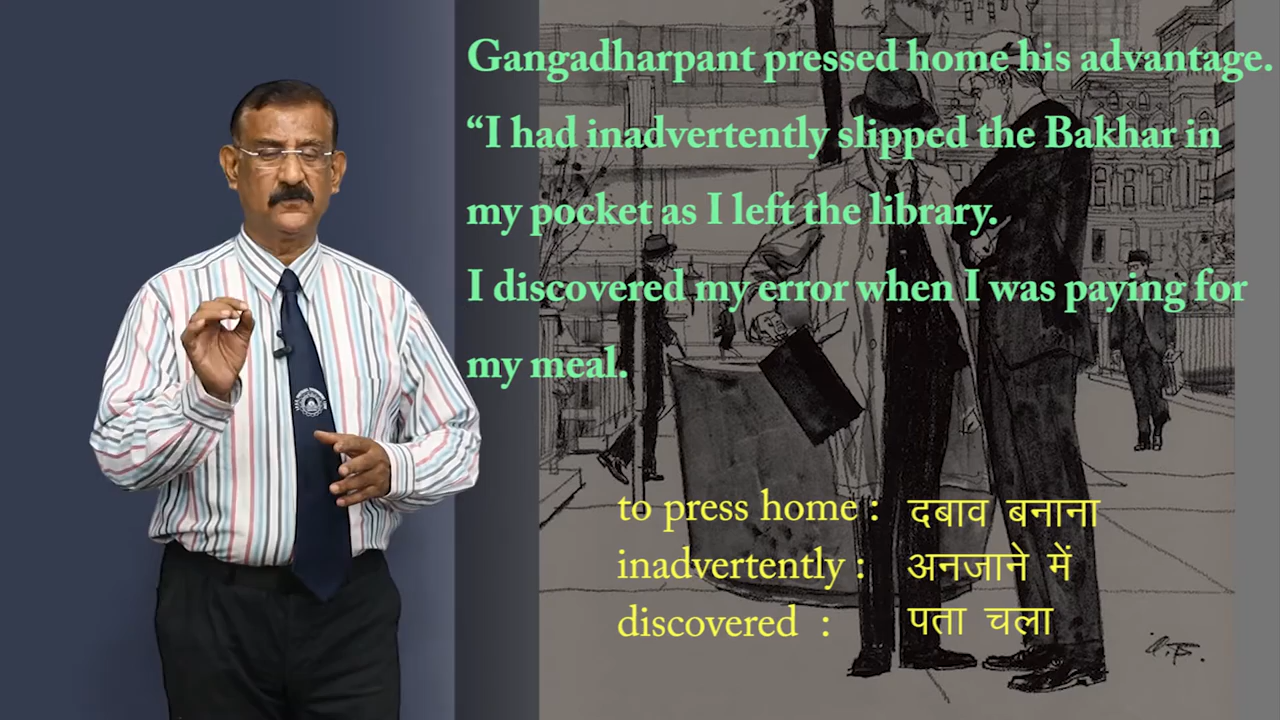 Gangadharpant pressed home his advantage.
“I had inadvertently slipped the Bakhar in
my pocket as I left the library.
I discovered my error when I was paying for
my meal.
to press home : दबाव बनाना
inadvertently : अनजाने में
discovered : पता चला